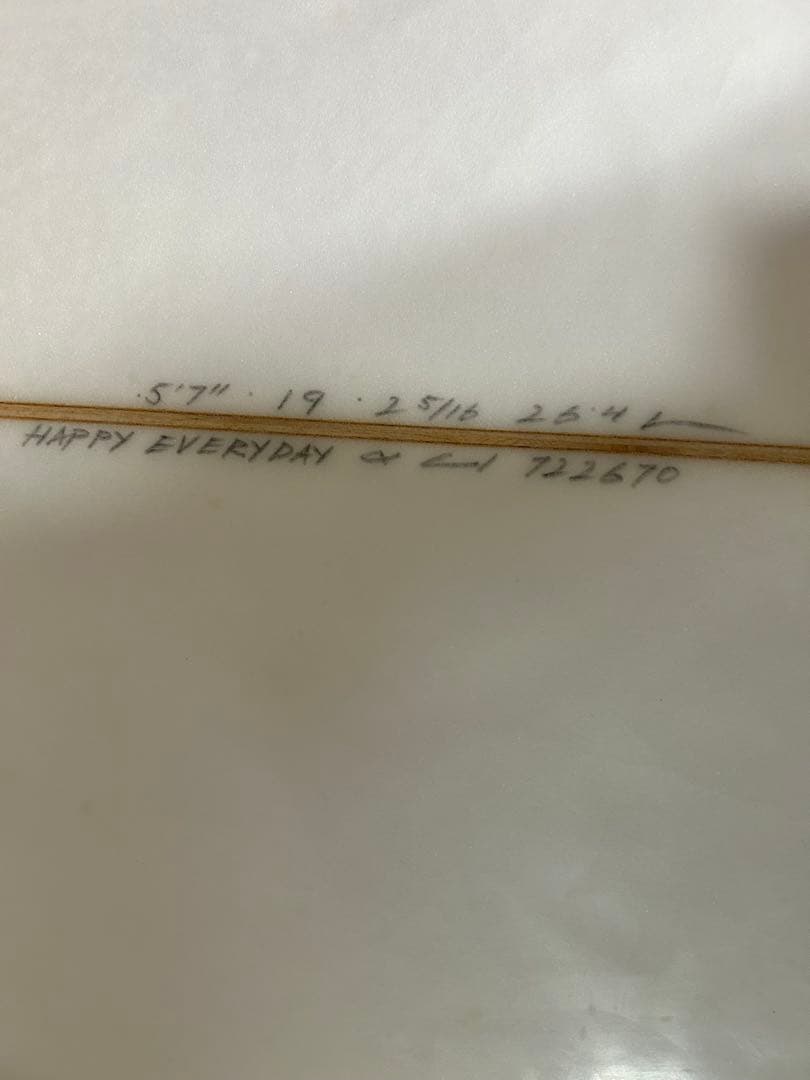 5'7" · 19 · 2 5/16 26.4 L
HAPPY EVERYDAY 722670